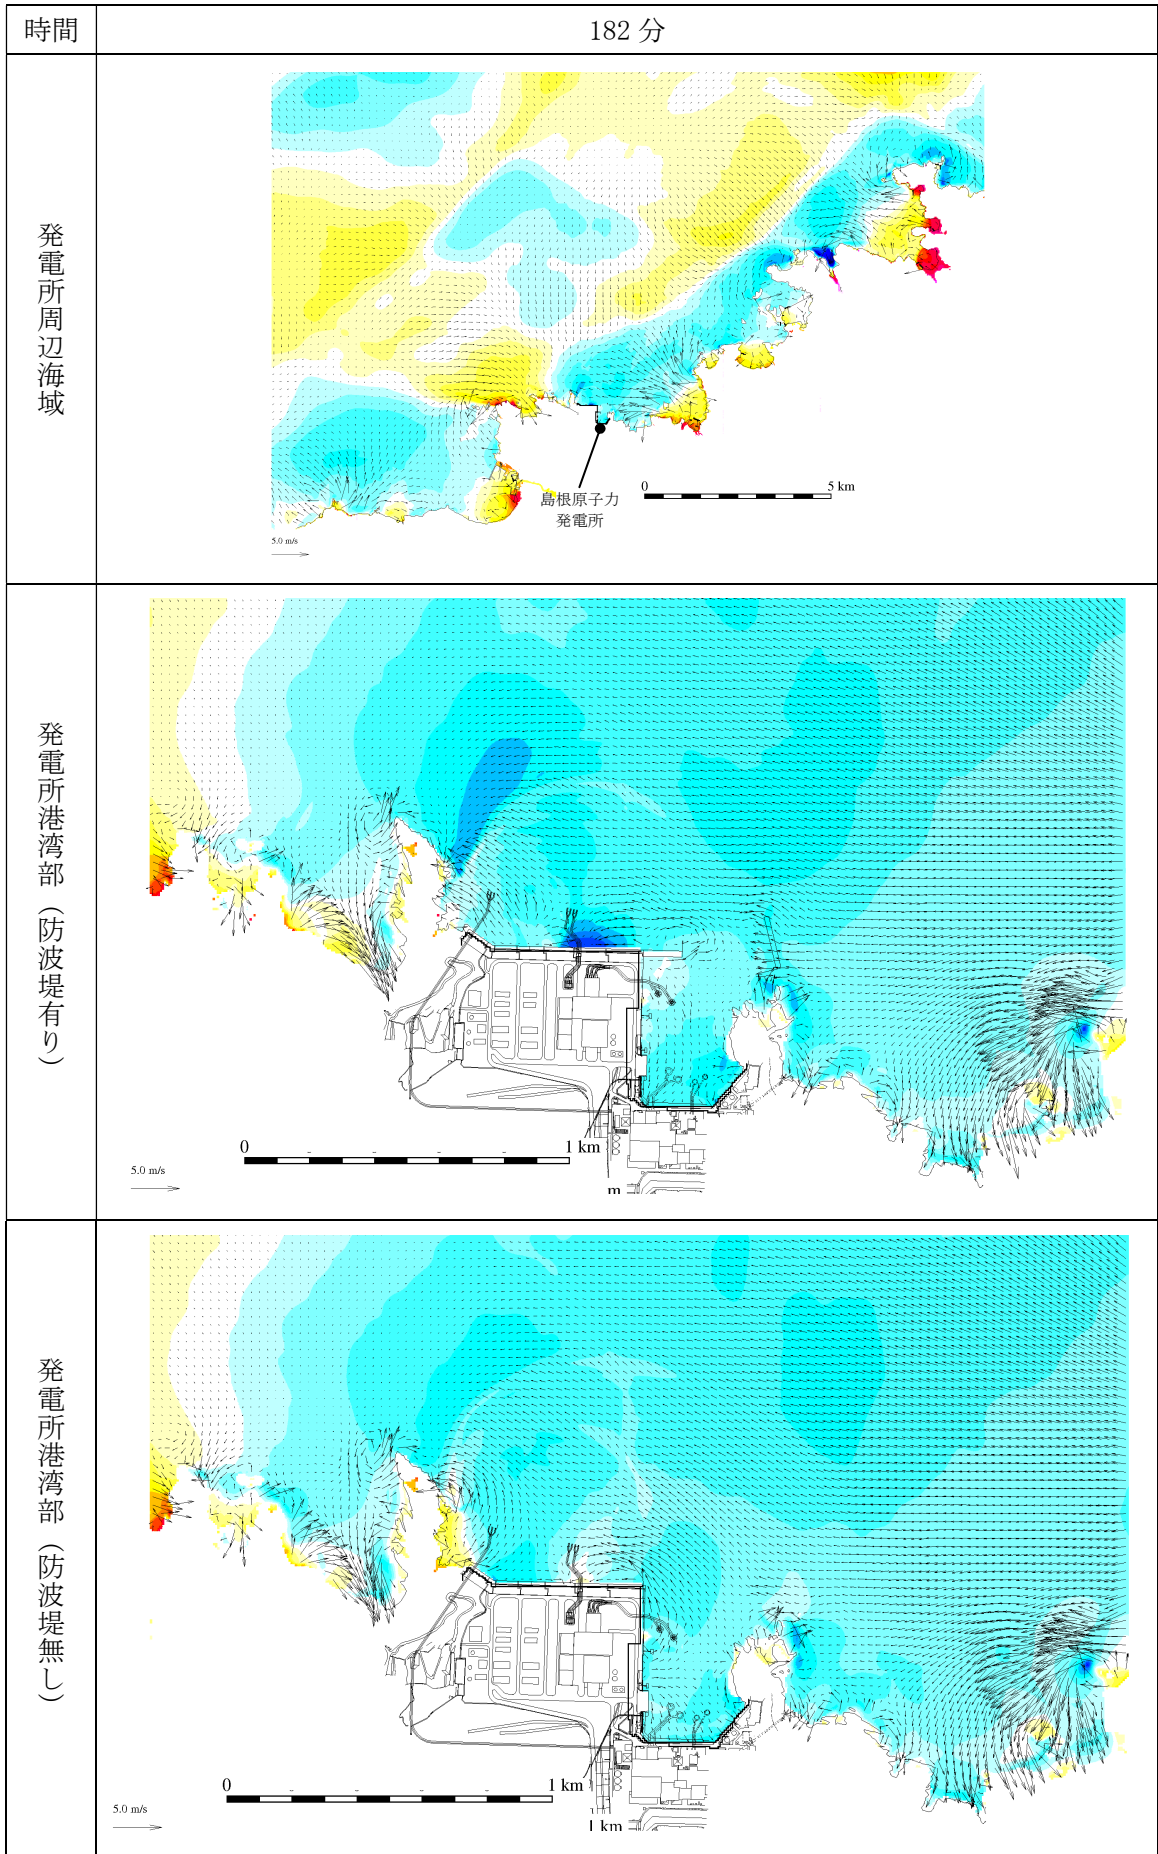 時間
182 分
発電所周辺海域
島根原子力
発電所
0
5 km
5.0 m/s
発電所港湾部（防波堤有り）
0
1 km
5.0 m/s
m
発電所港湾部（防波堤無し）
0
1 km
5.0 m/s
1 km